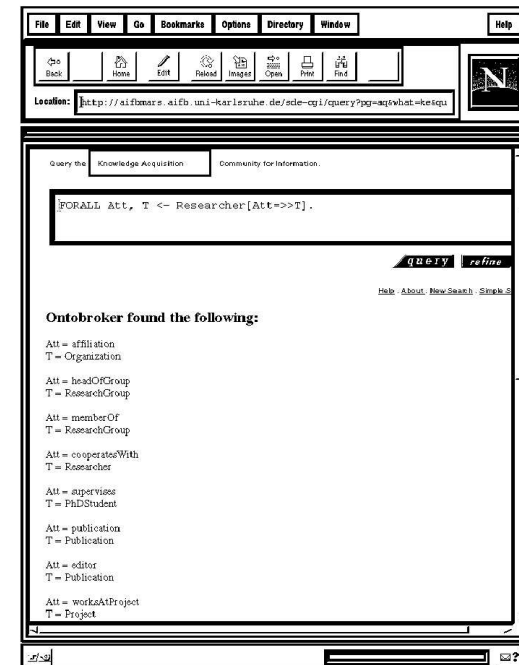 File Edit View Go Bookmarks Options Directory Window Help
Back Home Edit Reload Images Open Print Find
N
Location: http://aifbmars.aifb.uni-karlsruhe.de/sde-cgi/query?pg=aq&what=ke&qu
Query the Knowledge Acquisition Community for Information.
FORALL Att, T <- Researcher[Att=>>T].
query refine
Help . About . New Search . Simple S
Ontobroker found the following:
Att = affiliation
T = Organization
Att = headOfGroup
T = ResearchGroup
Att = memberOf
T = ResearchGroup
Att = cooperatesWith
T = Researcher
Att = supervises
T = PhDStudent
Att = publication
T = Publication
Att = editor
T = Publication
Att = worksAtProject
T = Project
?